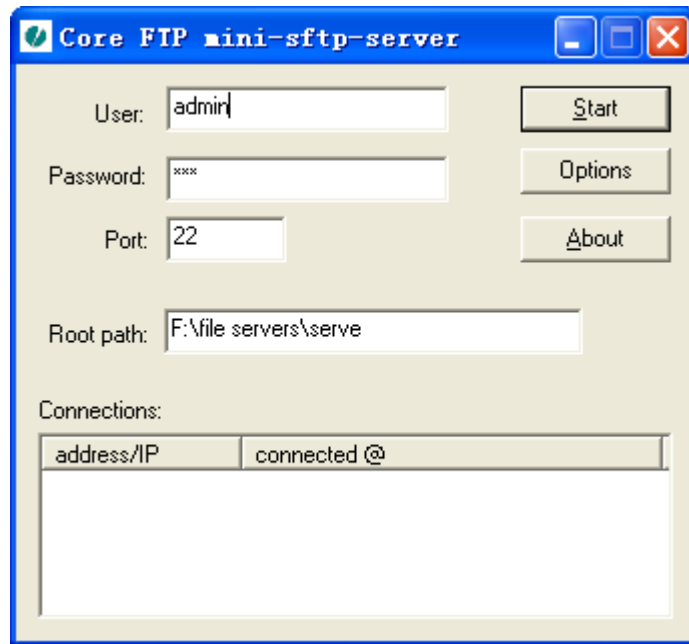 Core FTP mini-sftp-server
User: admin Start
Password: *** Options
Port: 22 About
Root path: F:\file servers\serve
Connections:
address/IP connected @